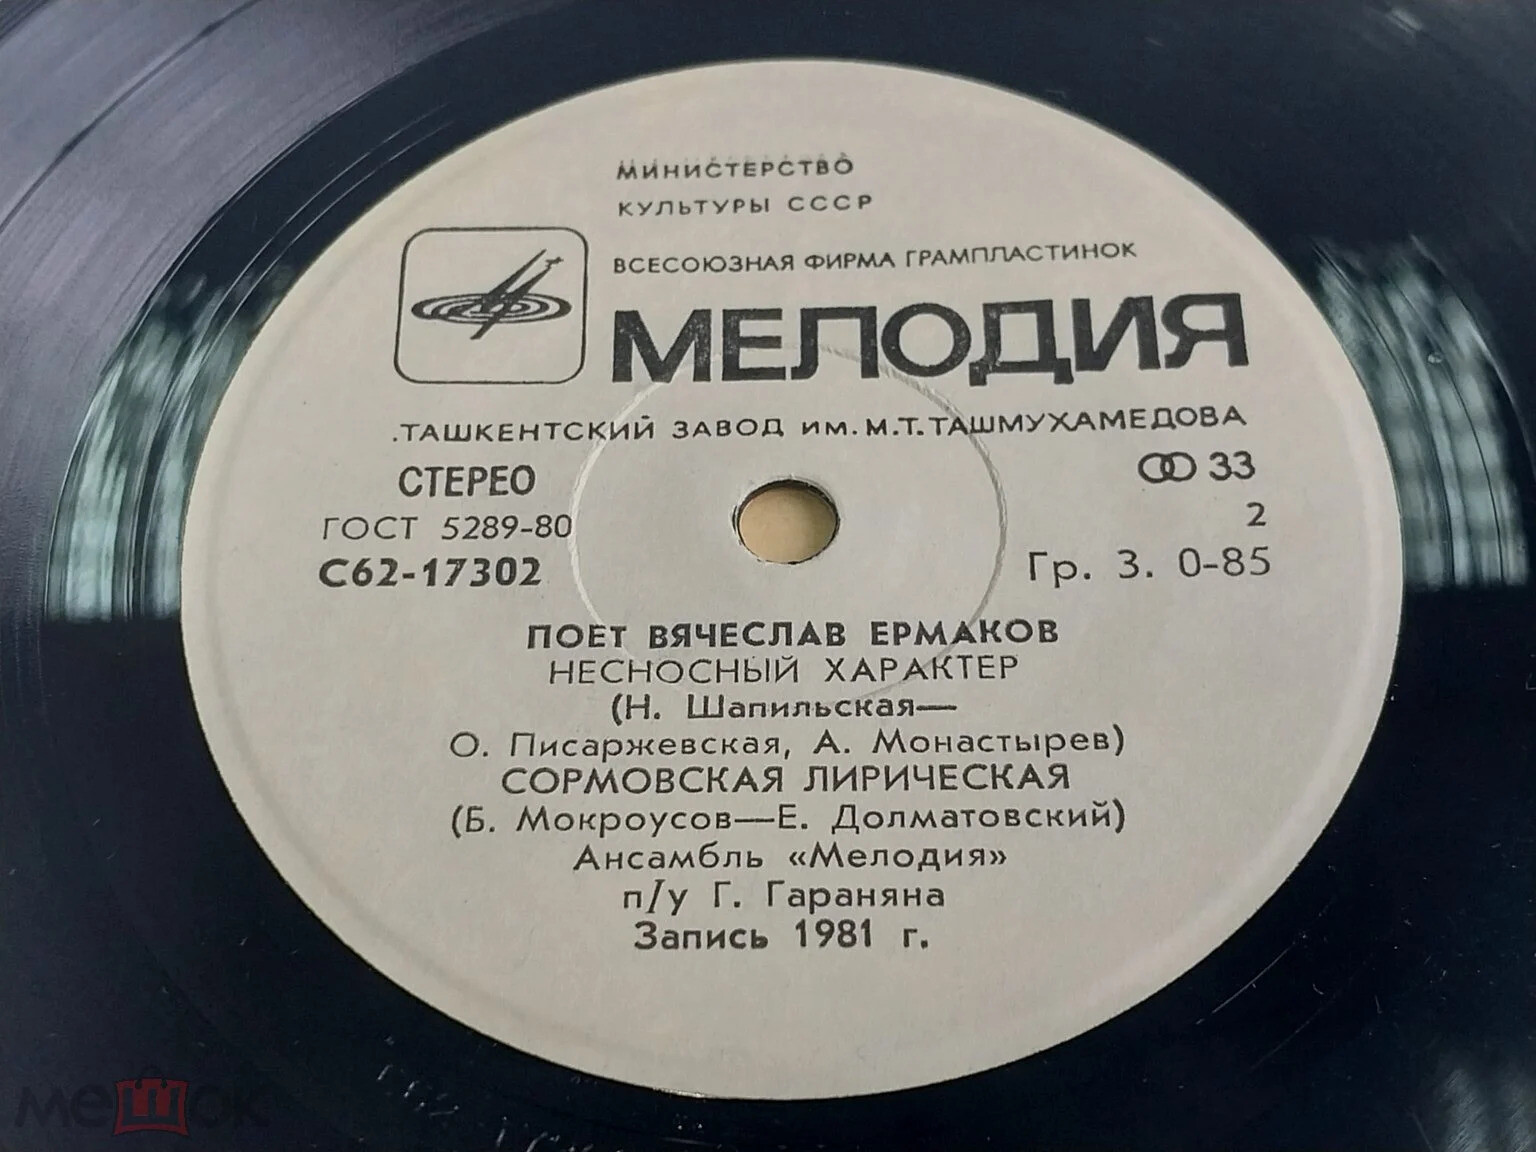 МИНИСТЕРСТВО
КУЛЬТУРЫ СССР
ВСЕСОЮЗНАЯ ФИРМА ГРАМПЛАСТИНОК
МЕЛОДИЯ
.ТАШКЕНТСКИЙ ЗАВОД ИМ. М.Т.ТАШМУХАМЕДОВА
СТЕРЕО
33
ГОСТ 5289-80
2
С62-17302
Гр. 3. 0-85
ПОЕТ ВЯЧЕСЛАВ ЕРМАКОВ
НЕСНОСНЫЙ ХАРАКТЕР
(Н. Шапильская—
О. Писаржевская, А. Монастырев)
СОРМОВСКАЯ ЛИРИЧЕСКАЯ
(Б. Мокроусов—Е. Долматовский)
Ансамбль «Мелодия»
п/у Г. Гараняна
Запись 1981 г.
мешок